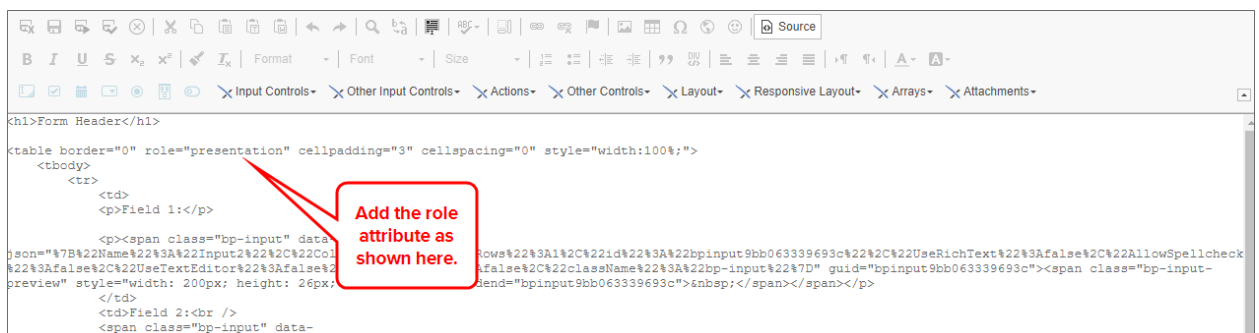 ABC
Source
B I U S x₂ x² Ix Format Font Size DIV A A
Input Controls Other Input Controls Actions Other Controls Layout Responsive Layout Arrays Attachments
<h1>Form Header</h1>
<table border="0" role="presentation" cellpadding="3" cellspacing="0" style="width:100%;">
<tbody>
<tr>
<td>
<p>Field 1:</p>
<p><span class="bp-input" data-
json="%7B%22Name%22%3A%22Input2%22%2C%22Col Rows%22%3A1%2C%22id%22%3A%22bpinput9bb063339693c%22%2C%22UseRichText%22%3Afalse%2C%22AllowSpellcheck
%22%3Afalse%2C%22UseTextEditor%22%3Afalse%2 Afalse%2C%22className%22%3A%22bp-input%22%7D" guid="bpinput9bb063339693c"><span class="bp-input-
preview" style="width: 200px; height: 26px; dend="bpinput9bb063339693c">&nbsp;</span></span></p>
</td>
<td>Field 2:<br />
<span class="bp-input" data-
Add the role
attribute as
shown here.